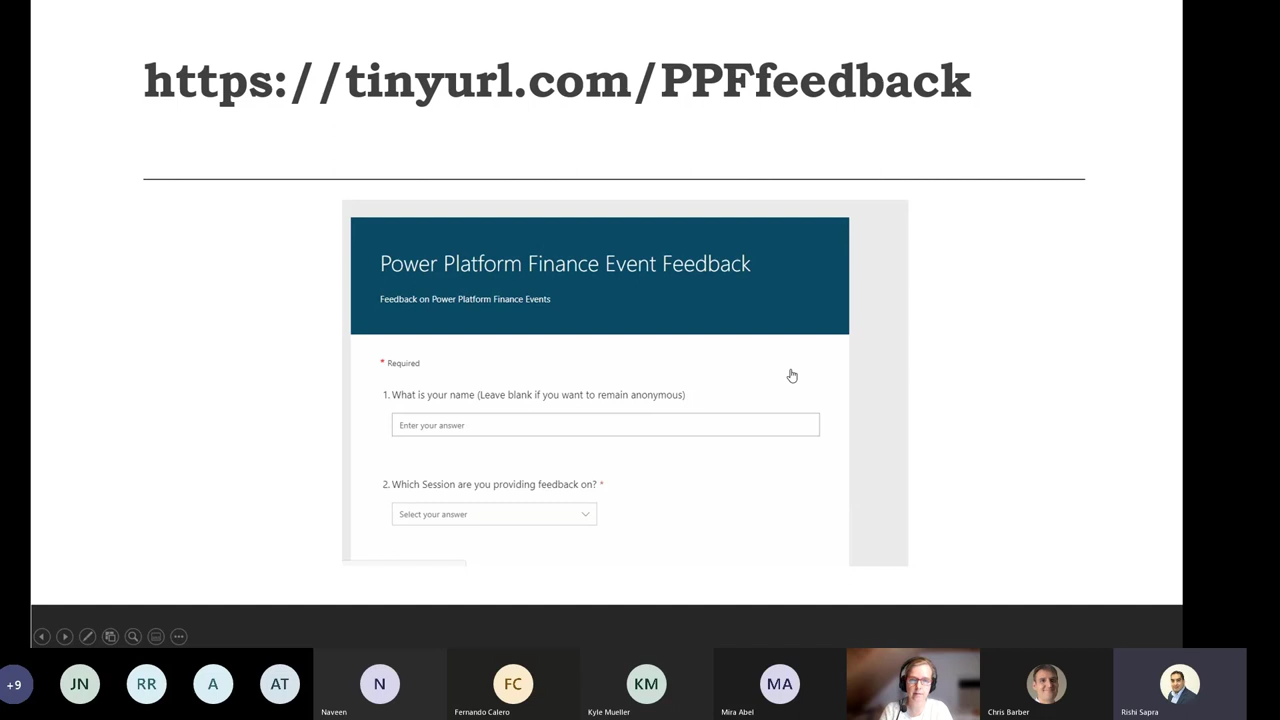 https://tinyurl.com/PPFfeedback
Power Platform Finance Event Feedback
Feedback on Power Platform Finance Events
* Required
1. What is your name (Leave blank if you want to remain anonymous)
Enter your answer
2. Which Session are you providing feedback on? *
Select your answer
+9
JN
RR
A
AT
N
FC
KM
MA
Naveen
Fernando Calero
Kyle Mueller
Mira Abel
Chris Barber
Rishi Sapra